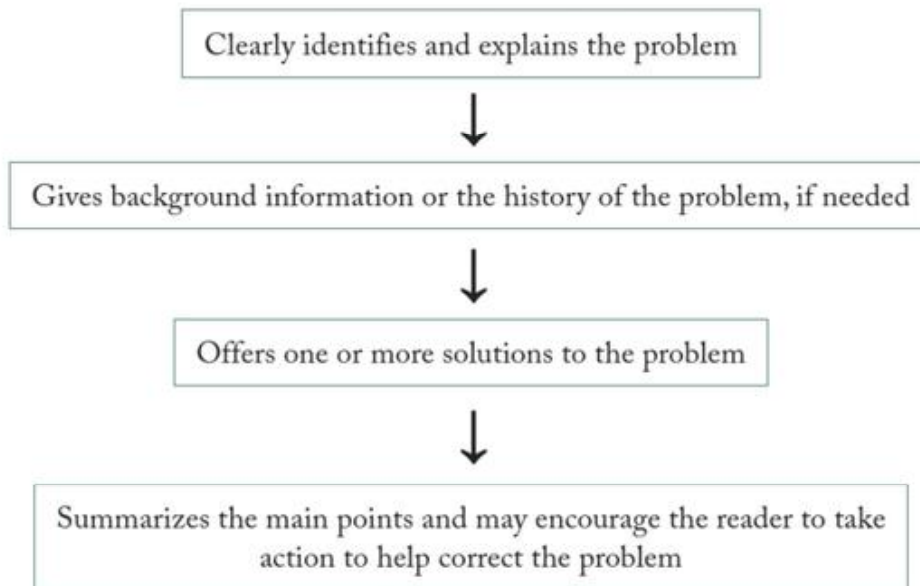 Clearly identifies and explains the problem
Gives background information or the history of the problem, if needed
Offers one or more solutions to the problem
Summarizes the main points and may encourage the reader to take
action to help correct the problem